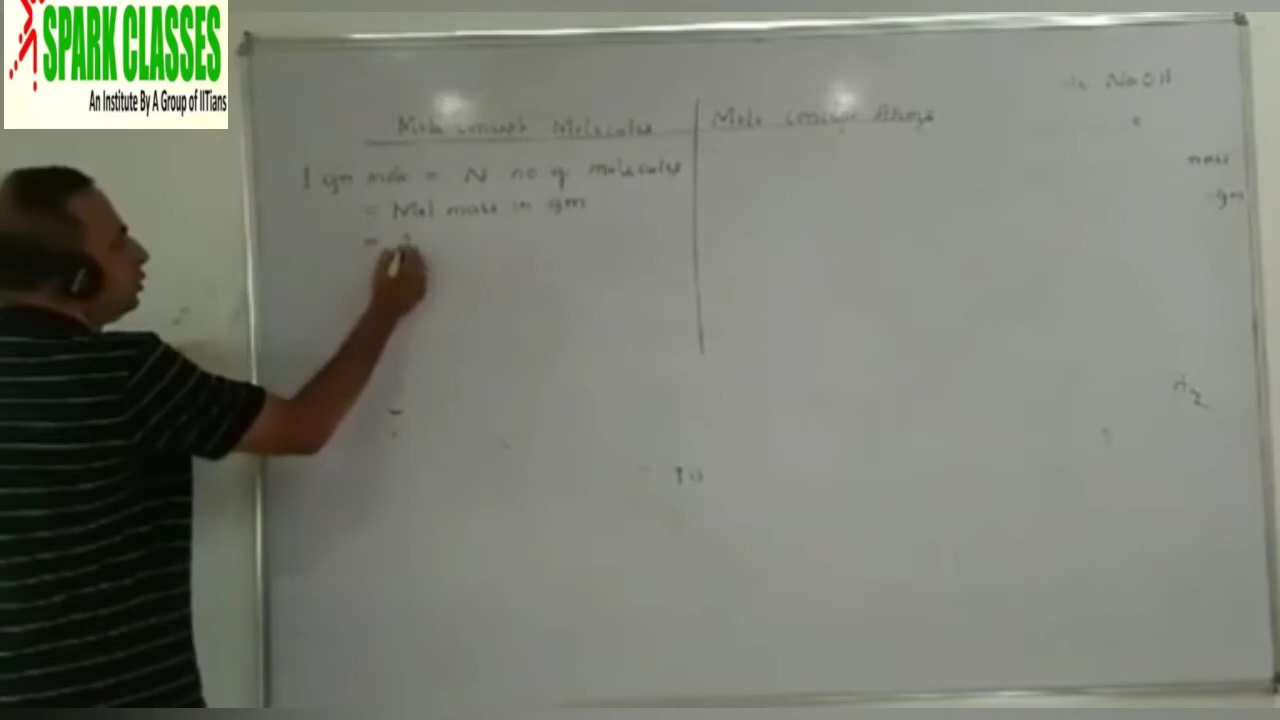 SPARK CLASSES
An Institute By A Group of IITians
Mole concept Molecules
Mole concept Atoms
1 gm mole = N no of molecules
= Mol mass in gm
=
NaOH
mass
gm